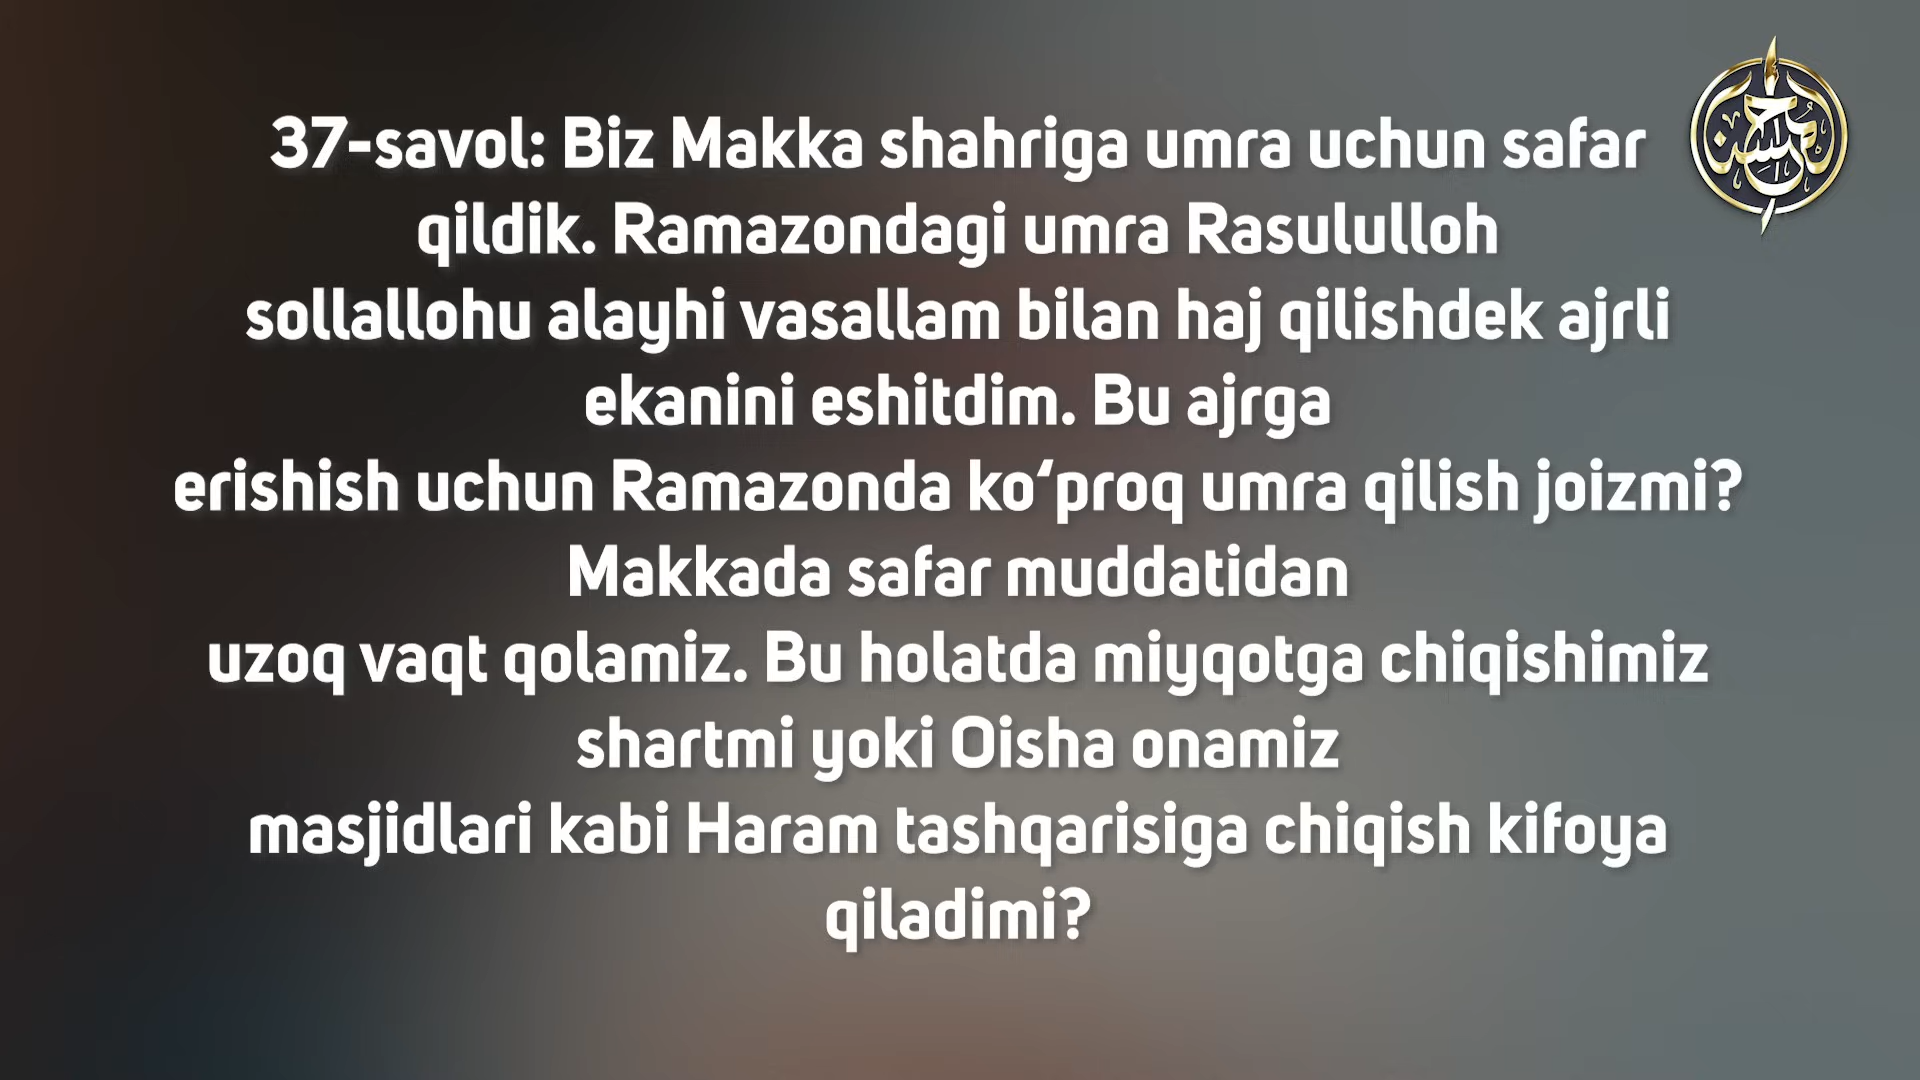 37-savol: Biz Makka shahriga umra uchun safar
qildik. Ramazondagi umra Rasululloh
sollallohu alayhi vasallam bilan haj qilishdek ajrli
ekanini eshitdim. Bu ajrga
erishish uchun Ramazonda ko‘proq umra qilish joizmi?
Makkada safar muddatidan
uzoq vaqt qolamiz. Bu holatda miyqotga chiqishimiz
shartmi yoki Oisha onamiz
masjidlari kabi Haram tashqarisiga chiqish kifoya
qiladimi?